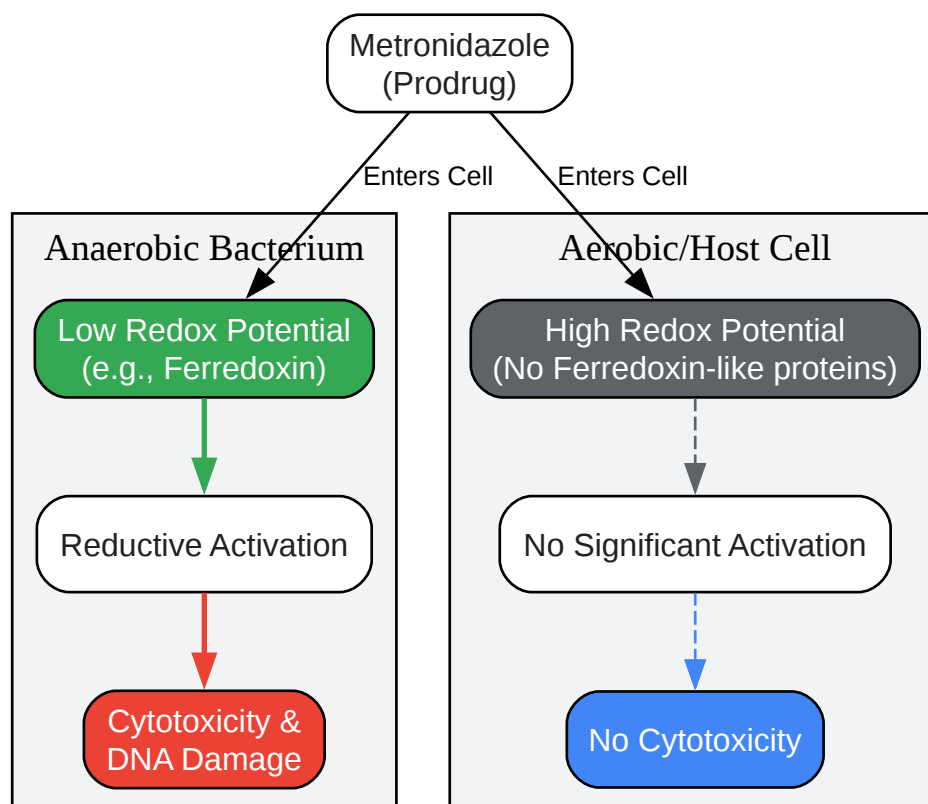 Metronidazole
(Prodrug)
Enters Cell
Enters Cell
Anaerobic Bacterium
Low Redox Potential
(e.g., Ferredoxin)
Reductive Activation
Cytotoxicity &
DNA Damage
Aerobic/Host Cell
High Redox Potential
(No Ferredoxin-like proteins)
No Significant Activation
No Cytotoxicity